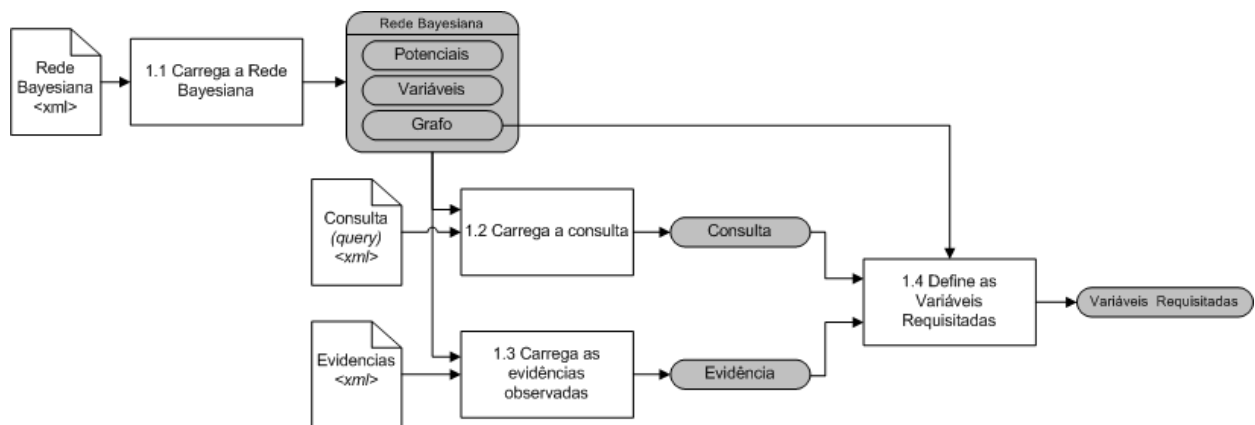 Rede Bayesiana
Potenciais
Variáveis
Grafo
Rede
Bayesiana
<xml>
1.1 Carrega a Rede
Bayesiana
Consulta
(query)
<xml>
1.2 Carrega a consulta
Consulta
1.4 Define as
Variáveis
Requisitadas
Variáveis Requisitadas
Evidencias
<xml>
1.3 Carrega as
evidências
observadas
Evidência